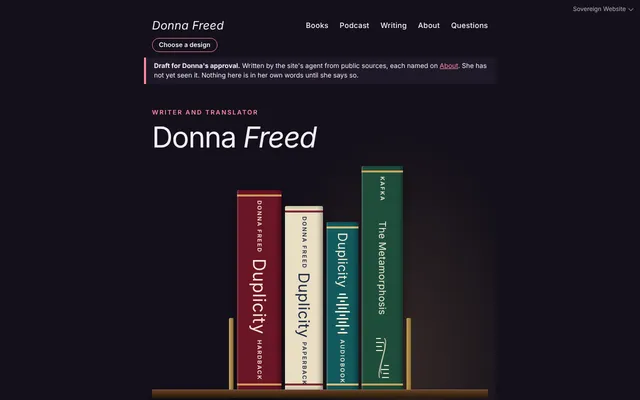 Sovereign Website
Donna Freed
Books Podcast Writing About Questions
Choose a design
Draft for Donna's approval. Written by the site's agent from public sources, each named on About. She has
not yet seen it. Nothing here is in her own words until she says so.
WRITER AND TRANSLATOR
Donna Freed
DONNA FREED Duplicity HARDBACK
DONNA FREED Duplicity PAPERBACK
Duplicity AUDIOBOOK
KAFKA The Metamorphosis